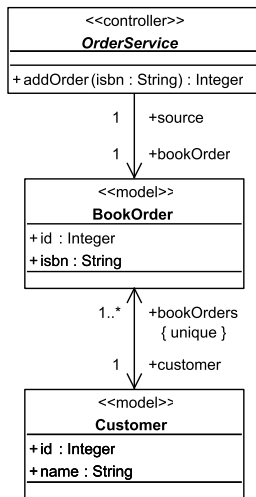 <<controller>>
OrderService
+addOrder(isbn : String) : Integer
1 +source
1 +bookOrder
<<model>>
BookOrder
+id : Integer
+isbn : String
1..* +bookOrders
{ unique }
1 +customer
<<model>>
Customer
+id : Integer
+name : String